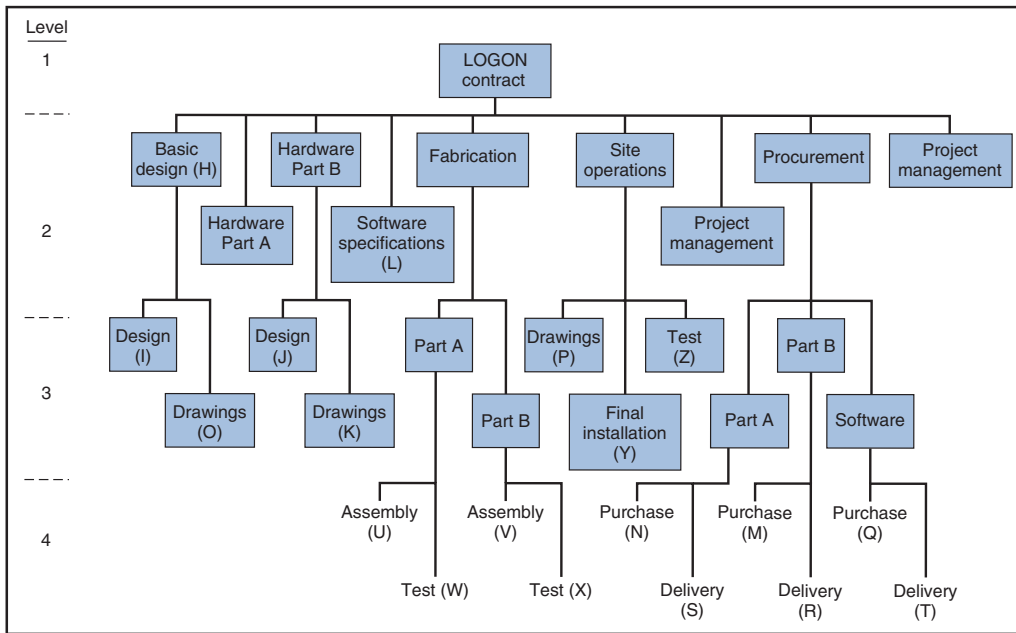 Level
1
LOGON
contract
Basic
design (H)
Hardware
Part B
Fabrication
Site
operations
Procurement
Project
management
2
Hardware
Part A
Software
specifications
(L)
Project
management
Design
(I)
Design
(J)
Part A
Drawings
(P)
Test
(Z)
Part B
3
Drawings
(O)
Drawings
(K)
Part B
Final
installation
(Y)
Part A
Software
4
Assembly
(U)
Assembly
(V)
Purchase
(N)
Purchase
(M)
Purchase
(Q)
Test (W)
Test (X)
Delivery
(S)
Delivery
(R)
Delivery
(T)